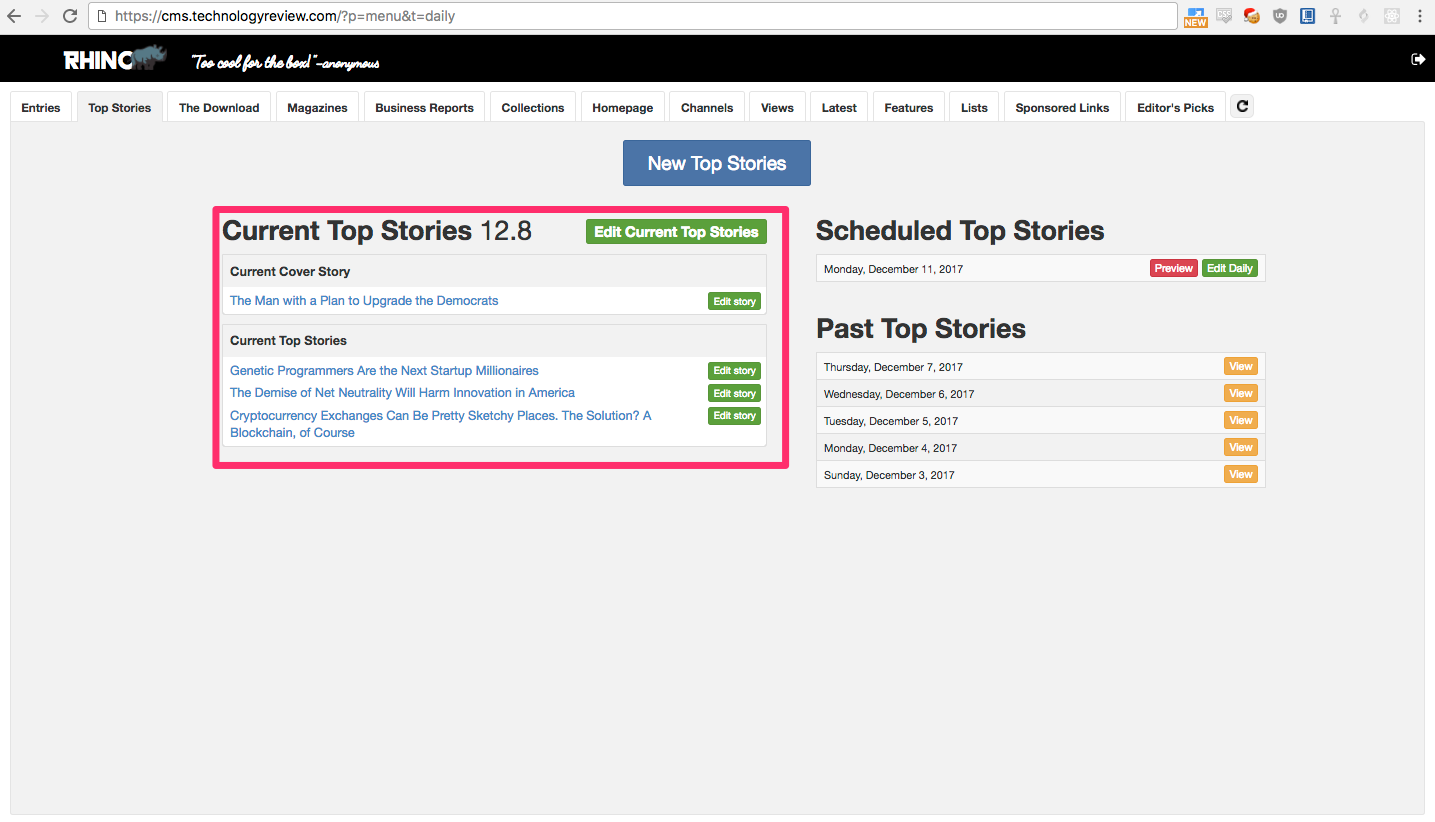 https://cms.technologyreview.com/?p=menu&t=daily
NEW
CSS
RHINO "Too cool for the box!" -anonymous
Entries Top Stories The Download Magazines Business Reports Collections Homepage Channels Views Latest Features Lists Sponsored Links Editor's Picks
New Top Stories
Current Top Stories 12.8 Edit Current Top Stories
Current Cover Story
The Man with a Plan to Upgrade the Democrats Edit story
Current Top Stories
Genetic Programmers Are the Next Startup Millionaires Edit story
The Demise of Net Neutrality Will Harm Innovation in America Edit story
Cryptocurrency Exchanges Can Be Pretty Sketchy Places. The Solution? A Edit story
Blockchain, of Course
Scheduled Top Stories
Monday, December 11, 2017 Preview Edit Daily
Past Top Stories
Thursday, December 7, 2017 View
Wednesday, December 6, 2017 View
Tuesday, December 5, 2017 View
Monday, December 4, 2017 View
Sunday, December 3, 2017 View